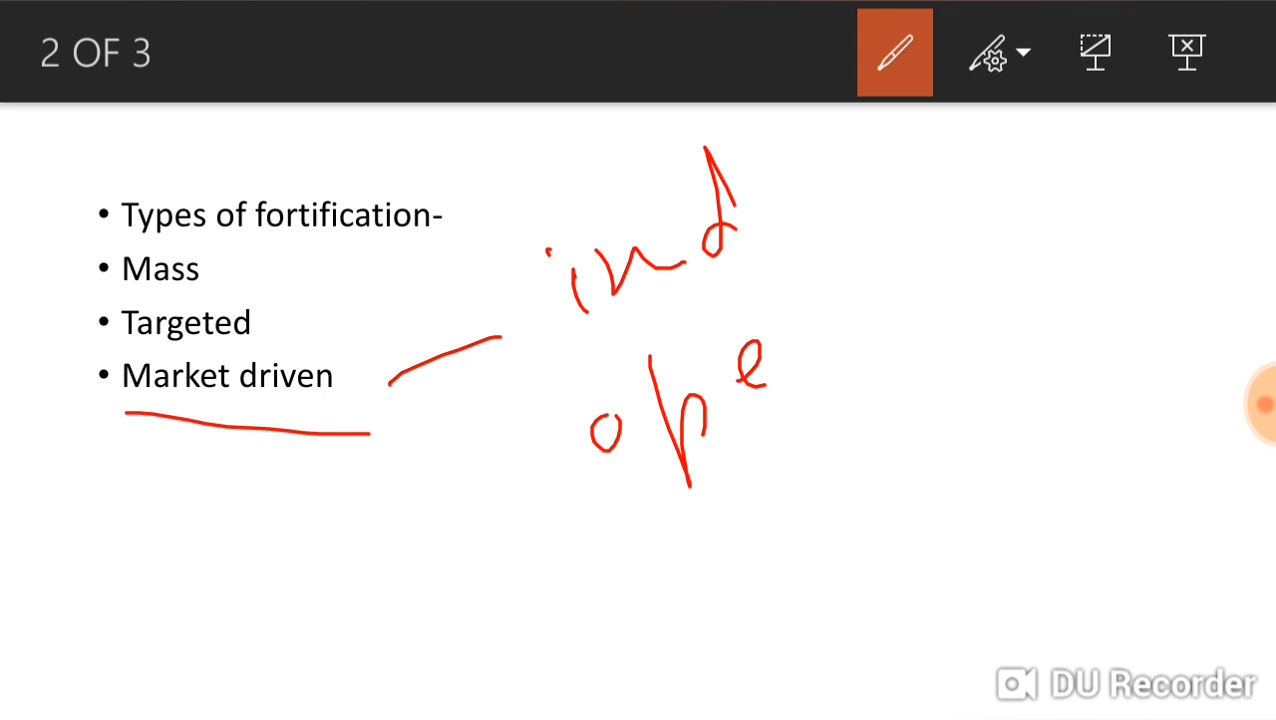 2 OF 3
• Types of fortification-
• Mass
• Targeted
• Market driven
ind
ope
DU Recorder